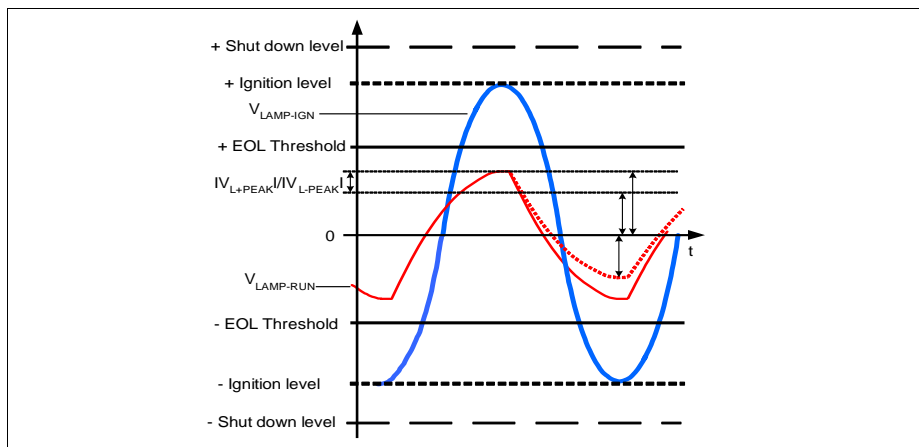 + Shut down level
+ Ignition level
VLAMP-IGN
+ EOL Threshold
IVL+PEAKI/IVL-PEAKI
0
t
VLAMP-RUN
- EOL Threshold
- Ignition level
- Shut down level